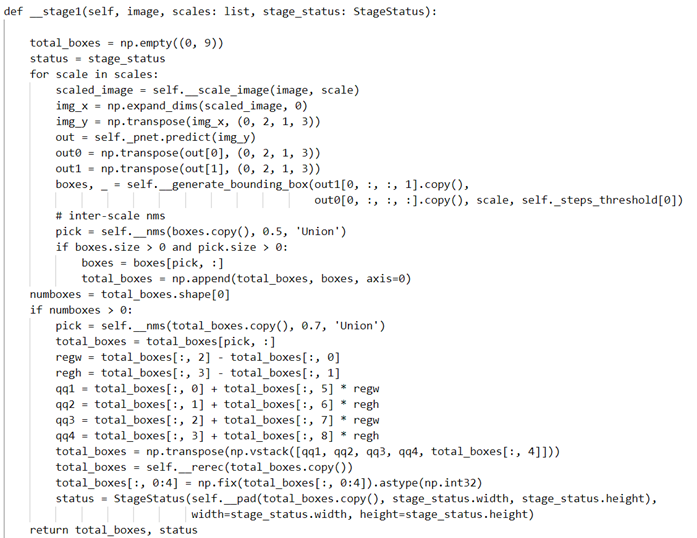 def __stage1(self, image, scales: list, stage_status: StageStatus):
total_boxes = np.empty((0, 9))
status = stage_status
for scale in scales:
scaled_image = self.__scale_image(image, scale)
img_x = np.expand_dims(scaled_image, 0)
img_y = np.transpose(img_x, (0, 2, 1, 3))
out = self._pnet.predict(img_y)
out0 = np.transpose(out[0], (0, 2, 1, 3))
out1 = np.transpose(out[1], (0, 2, 1, 3))
boxes, _ = self.__generate_bounding_box(out1[0, :, :, 1].copy(),
out0[0, :, :, :].copy(), scale, self._steps_threshold[0])
# inter-scale nms
pick = self.__nms(boxes.copy(), 0.5, 'Union')
if boxes.size > 0 and pick.size > 0:
boxes = boxes[pick, :]
total_boxes = np.append(total_boxes, boxes, axis=0)
numboxes = total_boxes.shape[0]
if numboxes > 0:
pick = self.__nms(total_boxes.copy(), 0.7, 'Union')
total_boxes = total_boxes[pick, :]
regw = total_boxes[:, 2] - total_boxes[:, 0]
regh = total_boxes[:, 3] - total_boxes[:, 1]
qq1 = total_boxes[:, 0] + total_boxes[:, 5] * regw
qq2 = total_boxes[:, 1] + total_boxes[:, 6] * regh
qq3 = total_boxes[:, 2] + total_boxes[:, 7] * regw
qq4 = total_boxes[:, 3] + total_boxes[:, 8] * regh
total_boxes = np.transpose(np.vstack([qq1, qq2, qq3, qq4, total_boxes[:, 4]]))
total_boxes = self.__rerec(total_boxes.copy())
total_boxes[:, 0:4] = np.fix(total_boxes[:, 0:4]).astype(np.int32)
status = StageStatus(self.__pad(total_boxes.copy(), stage_status.width, stage_status.height),
width=stage_status.width, height=stage_status.height)
return total_boxes, status